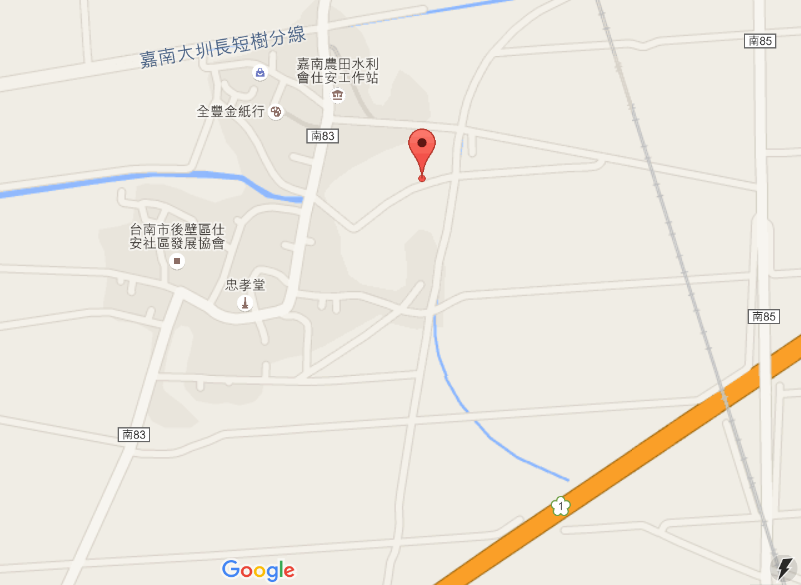 南85
嘉南大圳長短樹分線
嘉南農田水利
會仕安工作站
全豐金紙行
南83
台南市後壁區仕
安社區發展協會
忠孝堂
南85
南83
1
Google